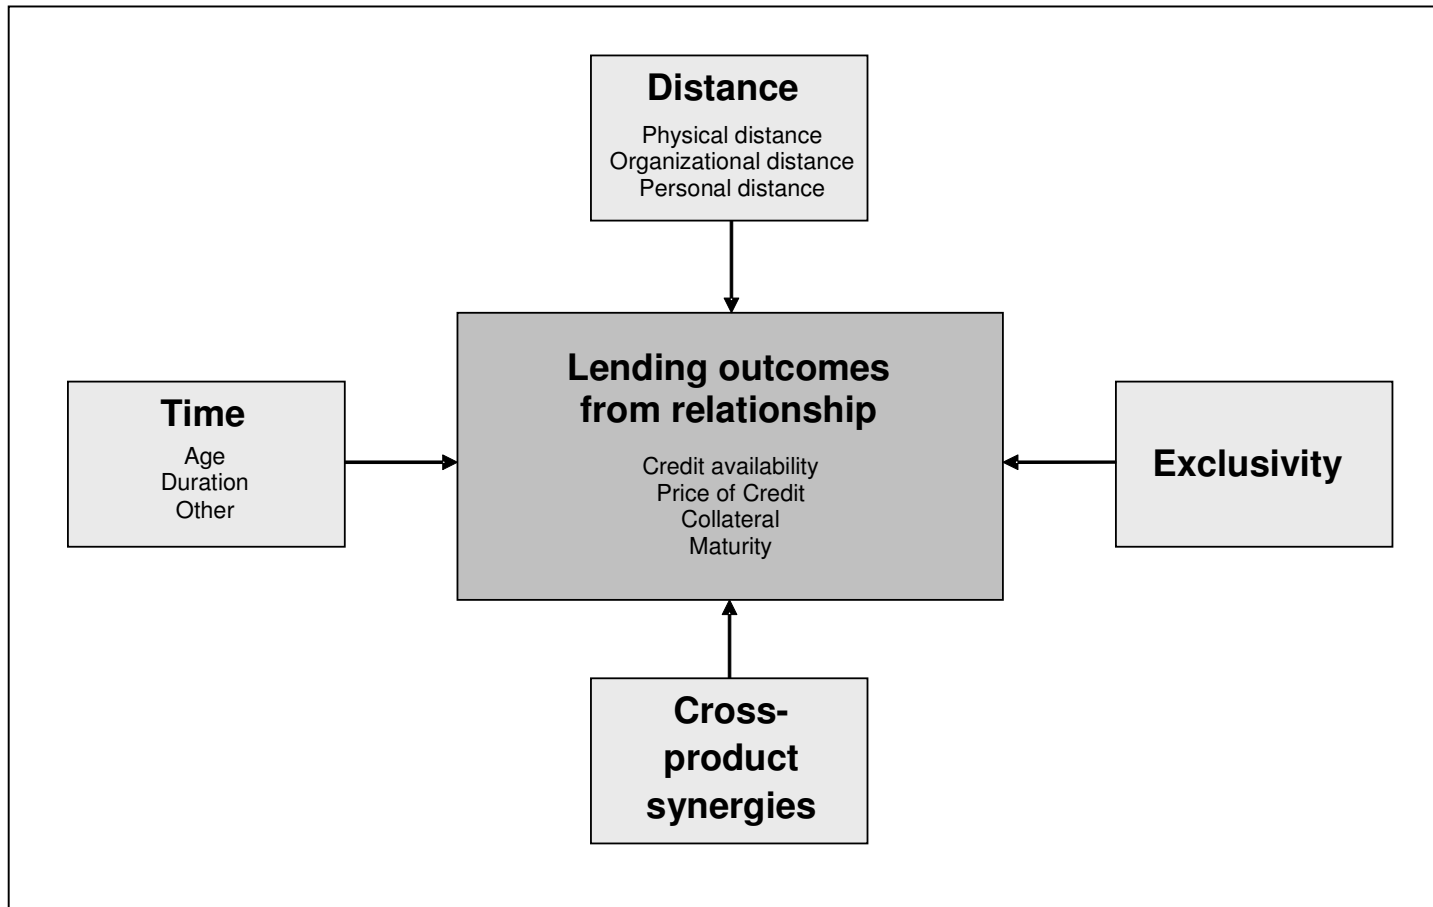 Distance
Physical distance
Organizational distance
Personal distance
Lending outcomes
from relationship
Credit availability
Price of Credit
Collateral
Maturity
Time
Age
Duration
Other
Exclusivity
Cross-
product
synergies